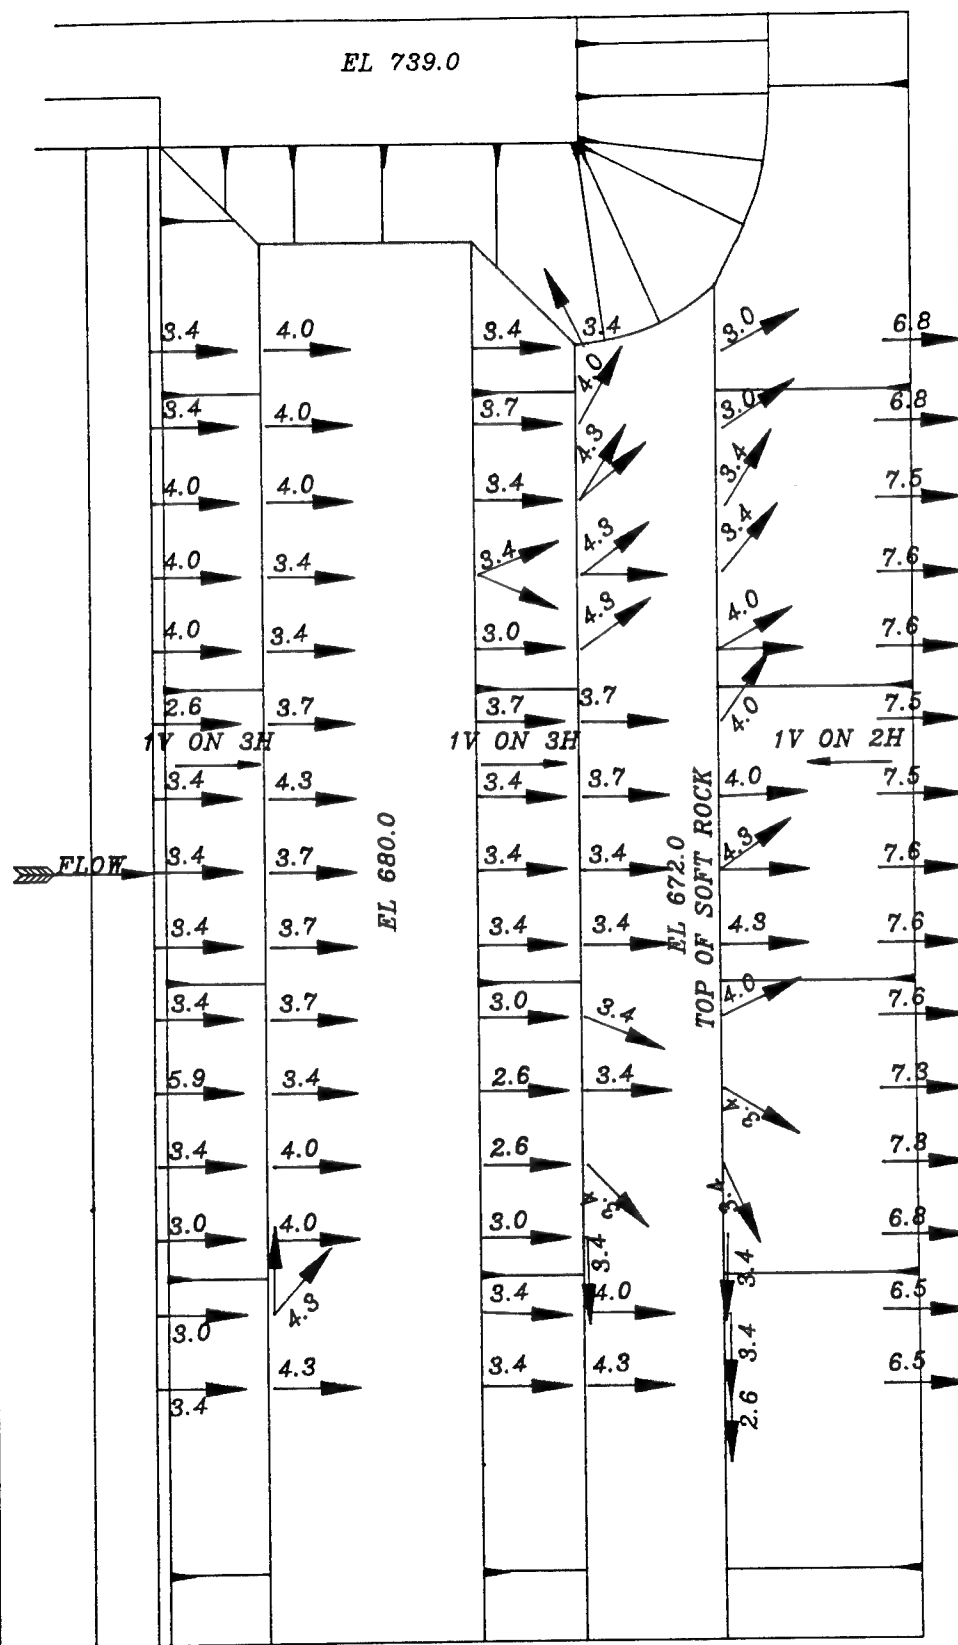 EL 739.0
3.4 4.0 3.4 3.4 3.0 6.8
4.0
3.4 4.0 3.7 3.0 6.8
4.3
4.0 4.0 3.4 3.4 7.5
4.0 3.4 3.4 4.3 3.4 7.6
4.0 3.4 3.0 4.3 4.0 7.6
2.6 3.7 3.7 3.7 4.0 7.5
1V ON 3H 1V ON 3H 1V ON 2H
3.4 4.3 3.4 3.7 4.0 7.5
EL 680.0
EL 672.0
TOP OF SOFT ROCK
FLOW 3.4 3.7 3.4 3.4 4.3 7.6
3.4 3.7 3.4 3.4 4.3 7.6
3.4 3.7 3.0 3.4 4.0 7.6
5.9 3.4 2.6 3.4 3.4 7.3
3.4 4.0 2.6 3.4 3.4 7.3
3.0 4.0 3.0 3.4 3.4 6.8
3.0 4.3 3.4 4.0 3.4 6.5
3.4 4.3 3.4 4.3 2.6 6.5